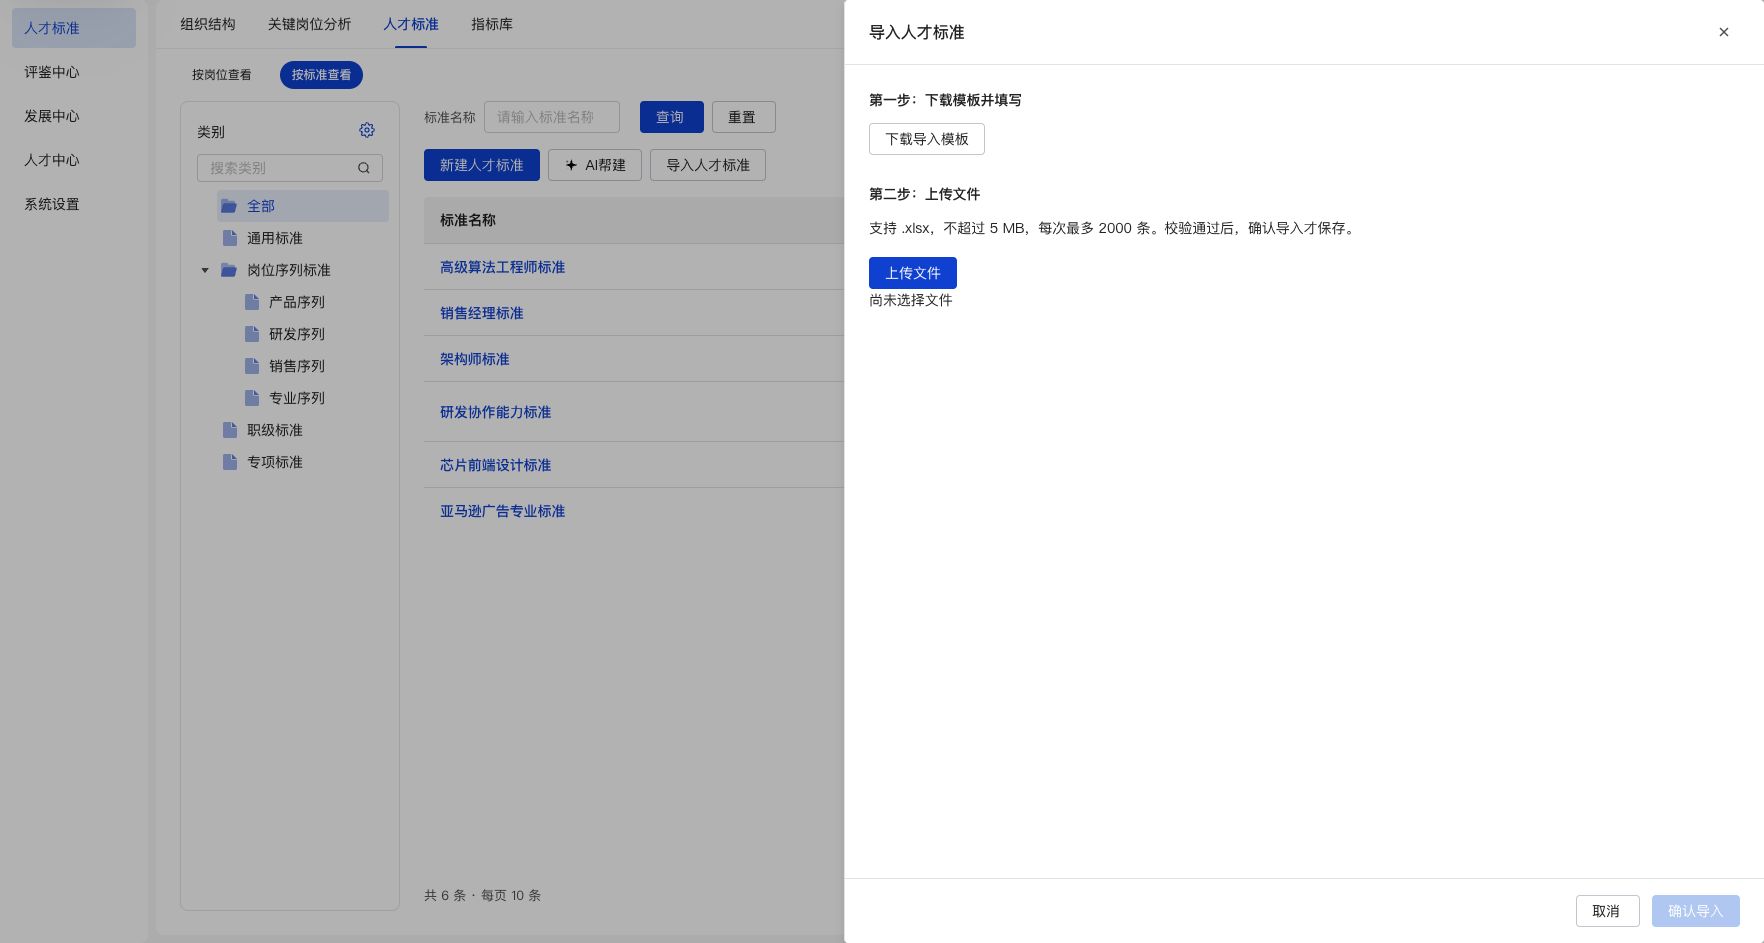 人才标准
评鉴中心
发展中心
人才中心
系统设置
组织结构 关键岗位分析 人才标准 指标库
按岗位查看 按标准查看
类别
搜索类别
全部
通用标准
岗位序列标准
产品序列
研发序列
销售序列
专业序列
职级标准
专项标准
标准名称 请输入标准名称 查询 重置
新建人才标准 AI帮建 导入人才标准
标准名称
高级算法工程师标准
销售经理标准
架构师标准
研发协作能力标准
芯片前端设计标准
亚马逊广告专业标准
共 6 条 · 每页 10 条
导入人才标准
第一步：下载模板并填写
下载导入模板
第二步：上传文件
支持 .xlsx，不超过 5 MB，每次最多 2000 条。校验通过后，确认导入才保存。
上传文件
尚未选择文件
取消 确认导入